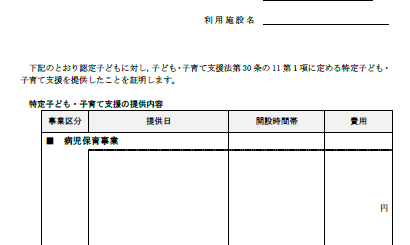 利用施設名
下記のとおり認定子どもに対し，子ども・子育て支援法第30条の11第１項に定める特定子ども・
子育て支援を提供したことを証明します。
特定子ども・子育て支援の提供内容
事業区分 提供日 開設時間帯 費用
■ 病児保育事業
円